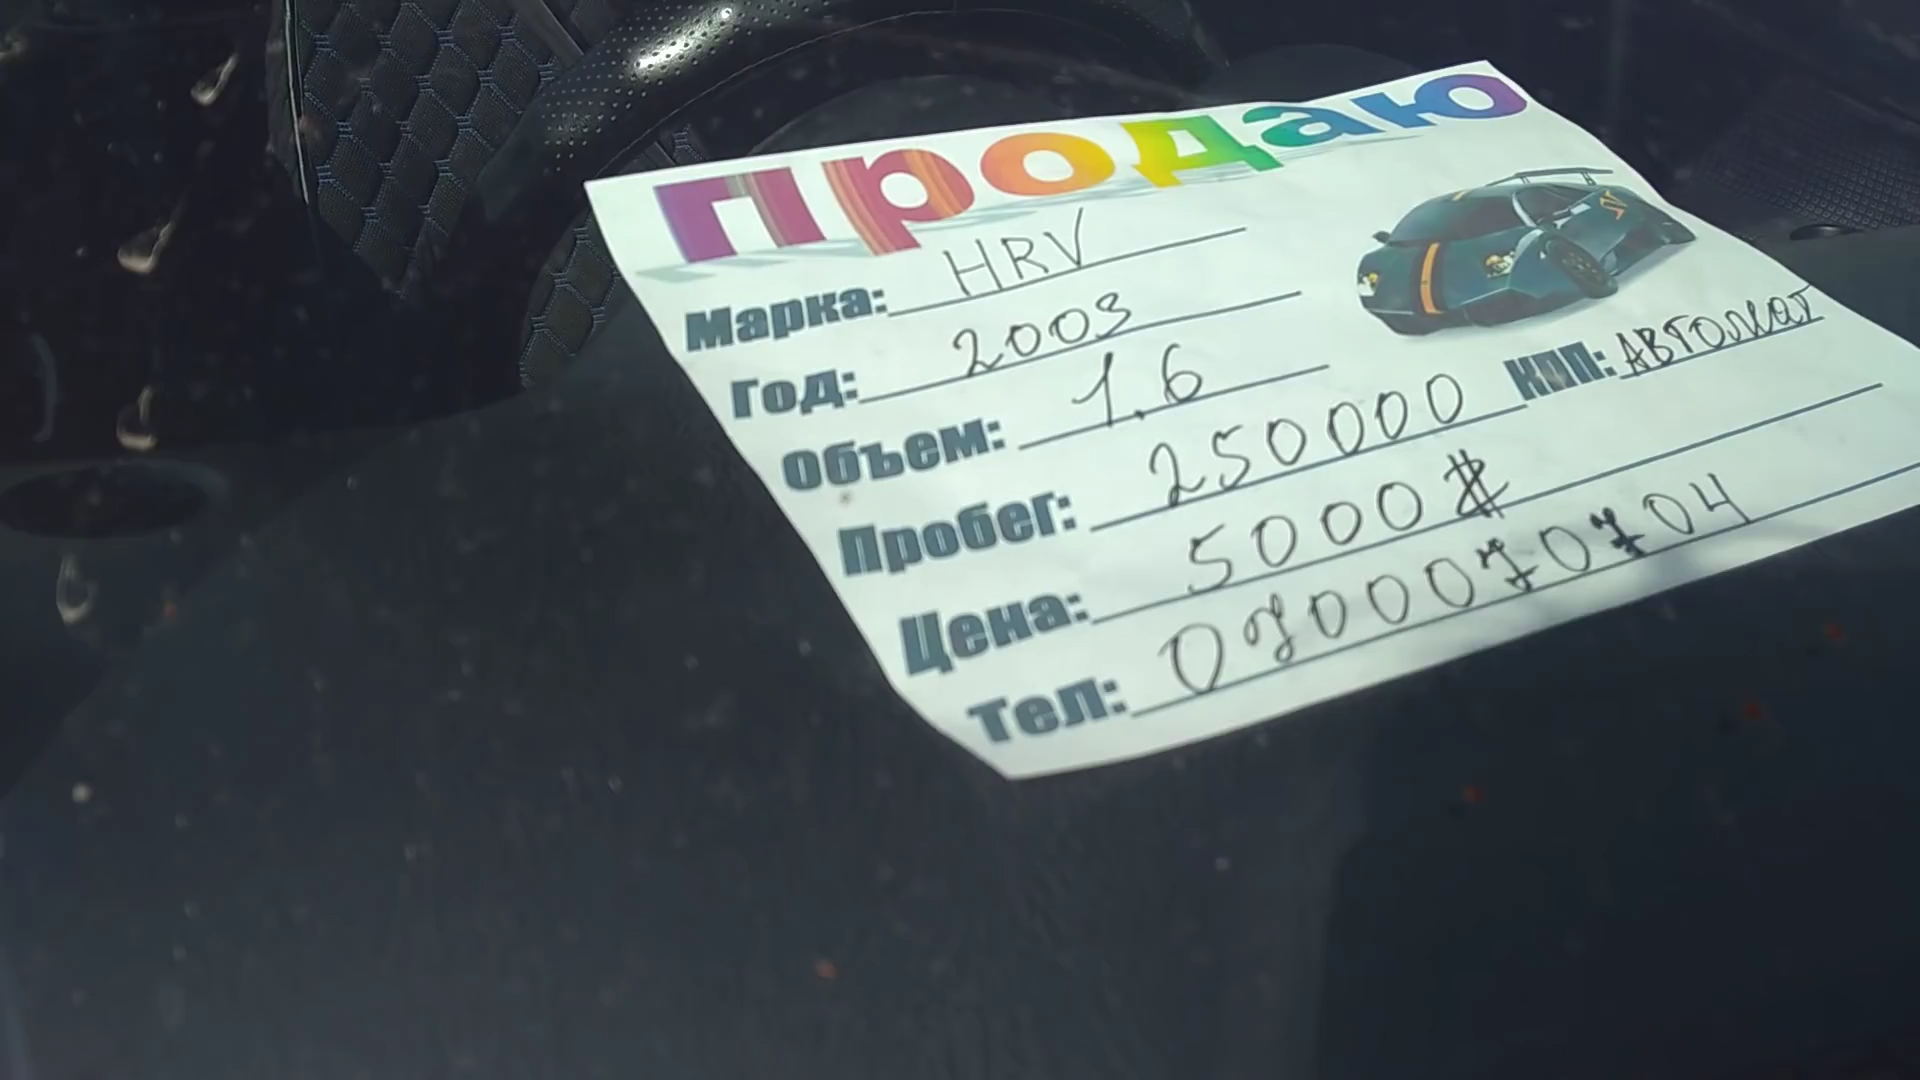 продаю
Марка: HRV
Год: 2003
Объем: 1.6
Пробег: 250000 КПП: АВТОМАТ
Цена: 5000 $
Тел: 0700070704